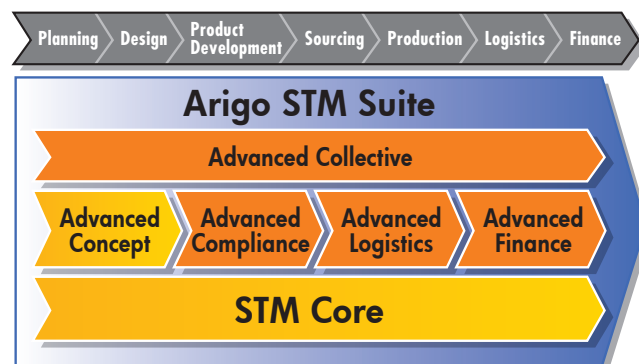 Planning Design Product Development Sourcing Production Logistics Finance
Arigo STM Suite
Advanced Collective
Advanced Concept
Advanced Compliance
Advanced Logistics
Advanced Finance
STM Core